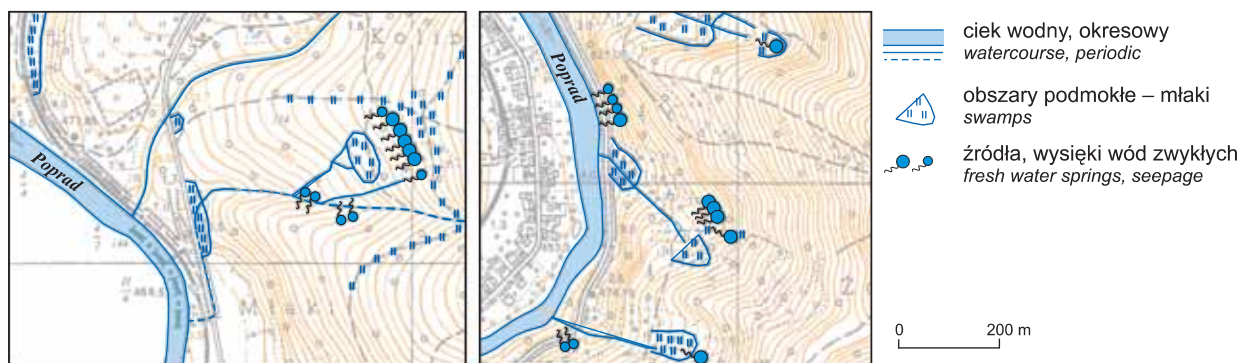 Poprad
Poprad
ciek wodny, okresowy
watercourse, periodic
obszary podmokłe – młaki
swamps
źródła, wysięki wód zwykłych
fresh water springs, seepage
0 200 m